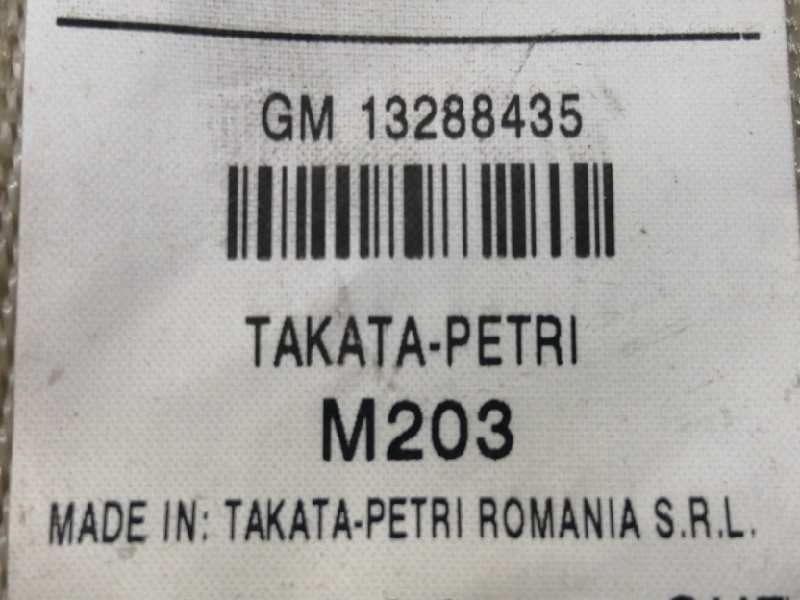 GM 13288435
TAKATA-PETRI
M203
MADE IN: TAKATA-PETRI ROMANIA S.R.L.